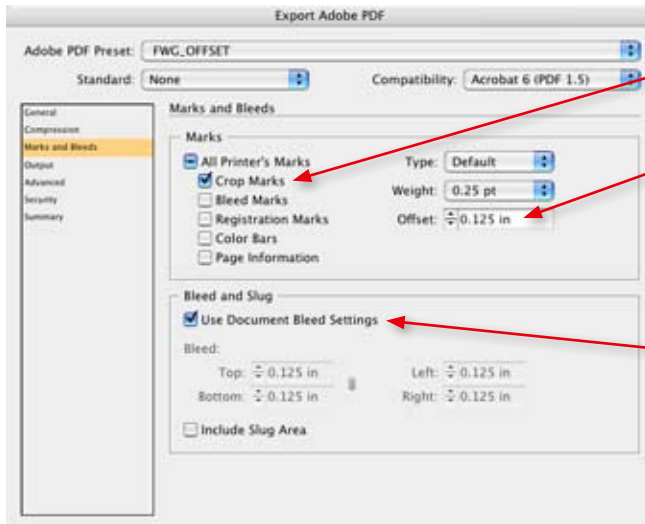 Export Adobe PDF
Adobe PDF Preset: FWG_OFFSET
Standard: None Compatibility: Acrobat 6 (PDF 1.5)
General
Compression
Marks and Bleeds
Output
Advanced
Security
Summary
Marks and Bleeds
Marks
All Printer's Marks Type: Default
Crop Marks Weight: 0.25 pt
Bleed Marks
Registration Marks Offset: 0.125 in
Color Bars
Page Information
Bleed and Slug
Use Document Bleed Settings
Bleed:
Top: 0.125 in Left: 0.125 in
Bottom: 0.125 in Right: 0.125 in
Include Slug Area